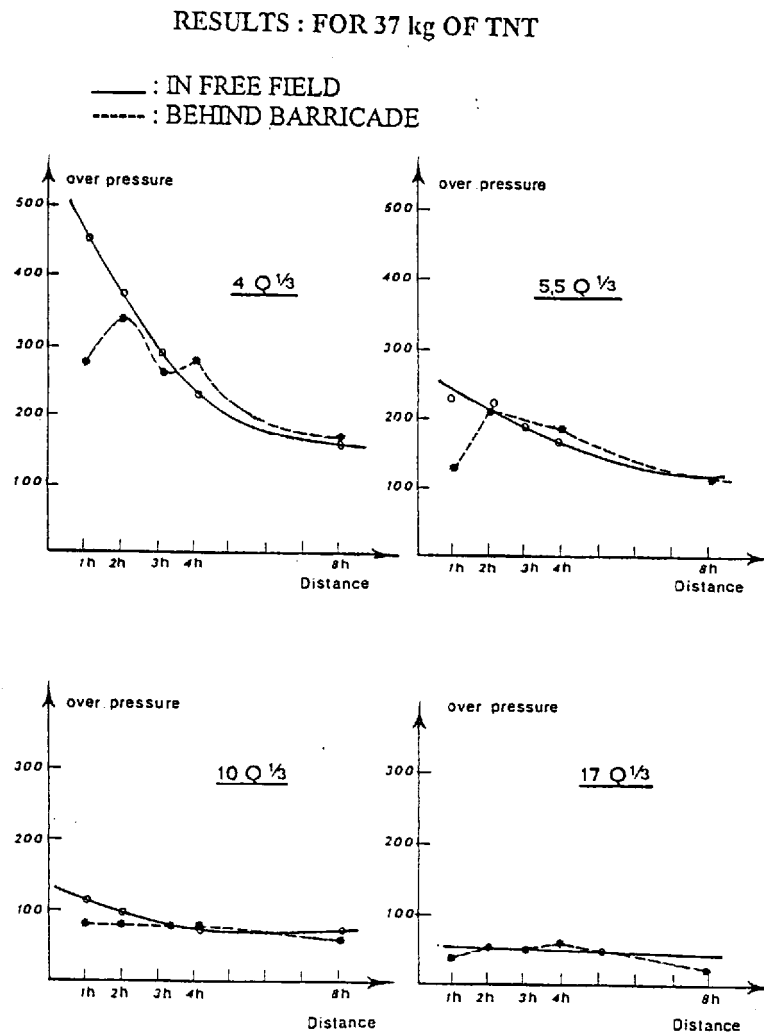 RESULTS : FOR 37 kg OF TNT
——— : IN FREE FIELD
------- : BEHIND BARRICADE
over pressure
500
400
300
200
100
4 Q 1/3
1h 2h 3h 4h 8h
Distance
over pressure
500
400
300
200
100
5,5 Q 1/3
1h 2h 3h 4h 8h
Distance
over pressure
300
200
100
10 Q 1/3
1h 2h 3h 4h 8h
Distance
over pressure
300
200
100
17 Q 1/3
1h 2h 3h 4h 8h
Distance